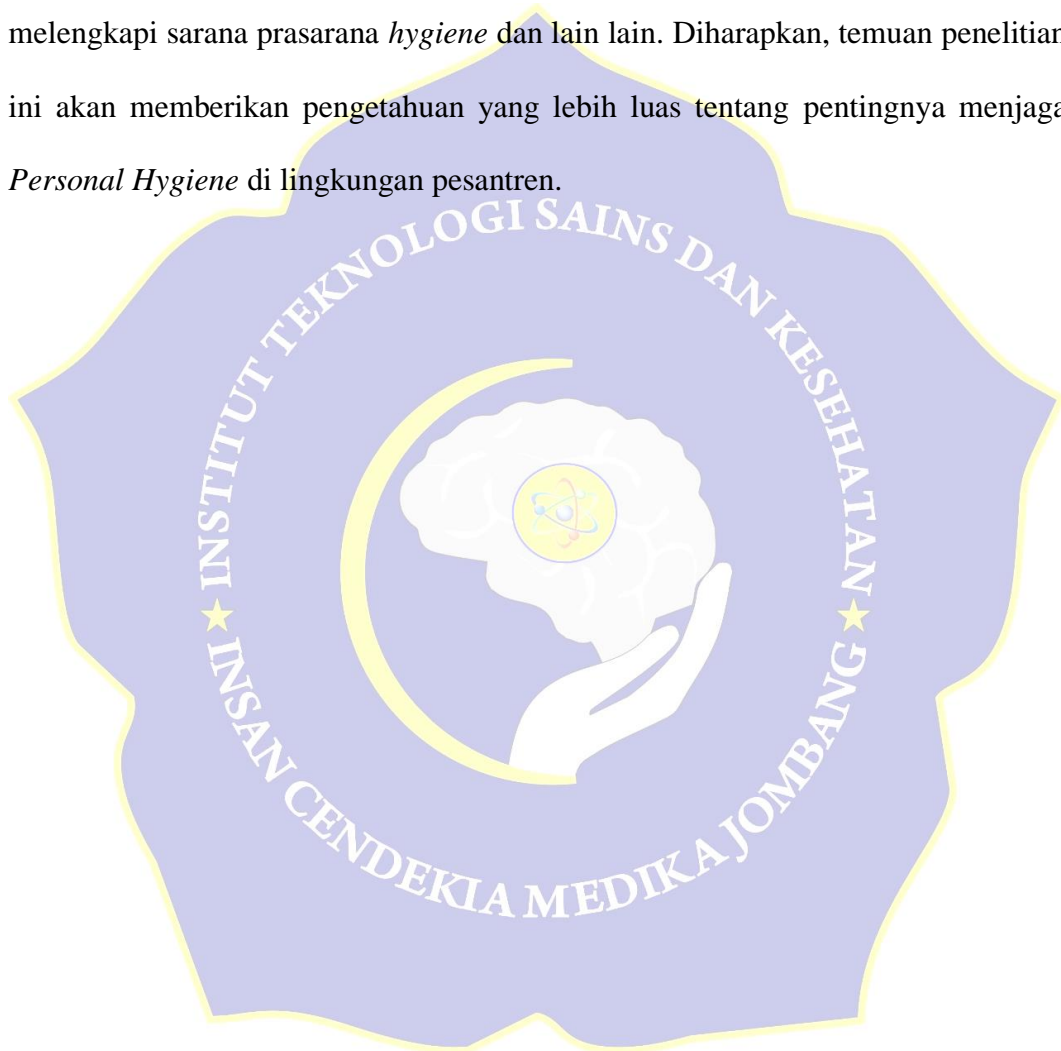 melengkapi sarana prasarana hygiene dan lain lain. Diharapkan, temuan penelitian
ini akan memberikan pengetahuan yang lebih luas tentang pentingnya menjaga
Personal Hygiene di lingkungan pesantren.
INSTITUT TEKNOLOGI SAINS DAN KESEHATAN
INSAN CENDEKIA MEDIKA JOMBANG